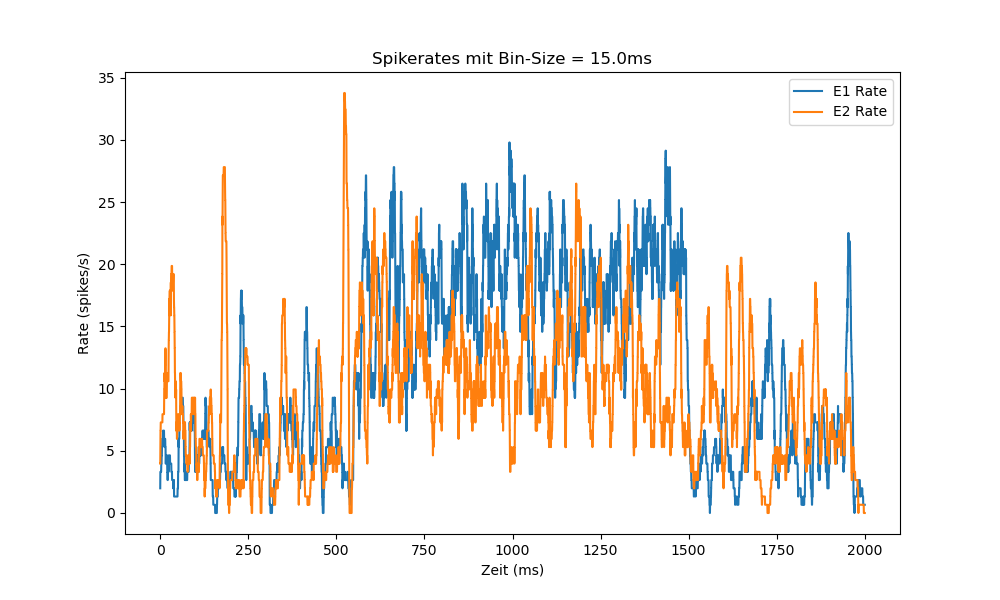 Spikerates mit Bin-Size = 15.0ms
E1 Rate
E2 Rate
35
30
25
20
15
10
5
0
Rate (spikes/s)
0 250 500 750 1000 1250 1500 1750 2000
Zeit (ms)